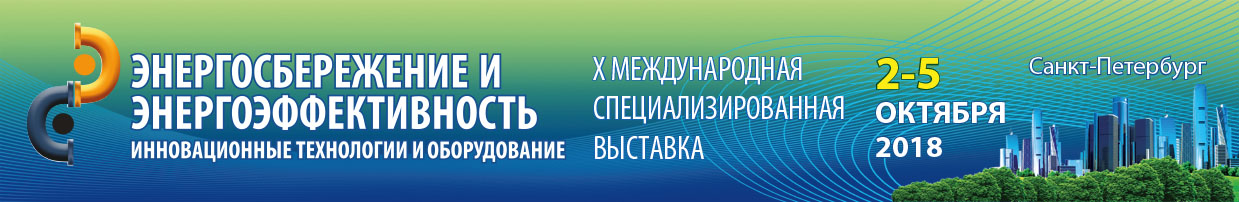 ЭНЕРГОСБЕРЕЖЕНИЕ И
ЭНЕРГОЭФФЕКТИВНОСТЬ
ИННОВАЦИОННЫЕ ТЕХНОЛОГИИ И ОБОРУДОВАНИЕ
X МЕЖДУНАРОДНАЯ
СПЕЦИАЛИЗИРОВАННАЯ
ВЫСТАВКА
2-5
ОКТЯБРЯ
2018
Санкт-Петербург